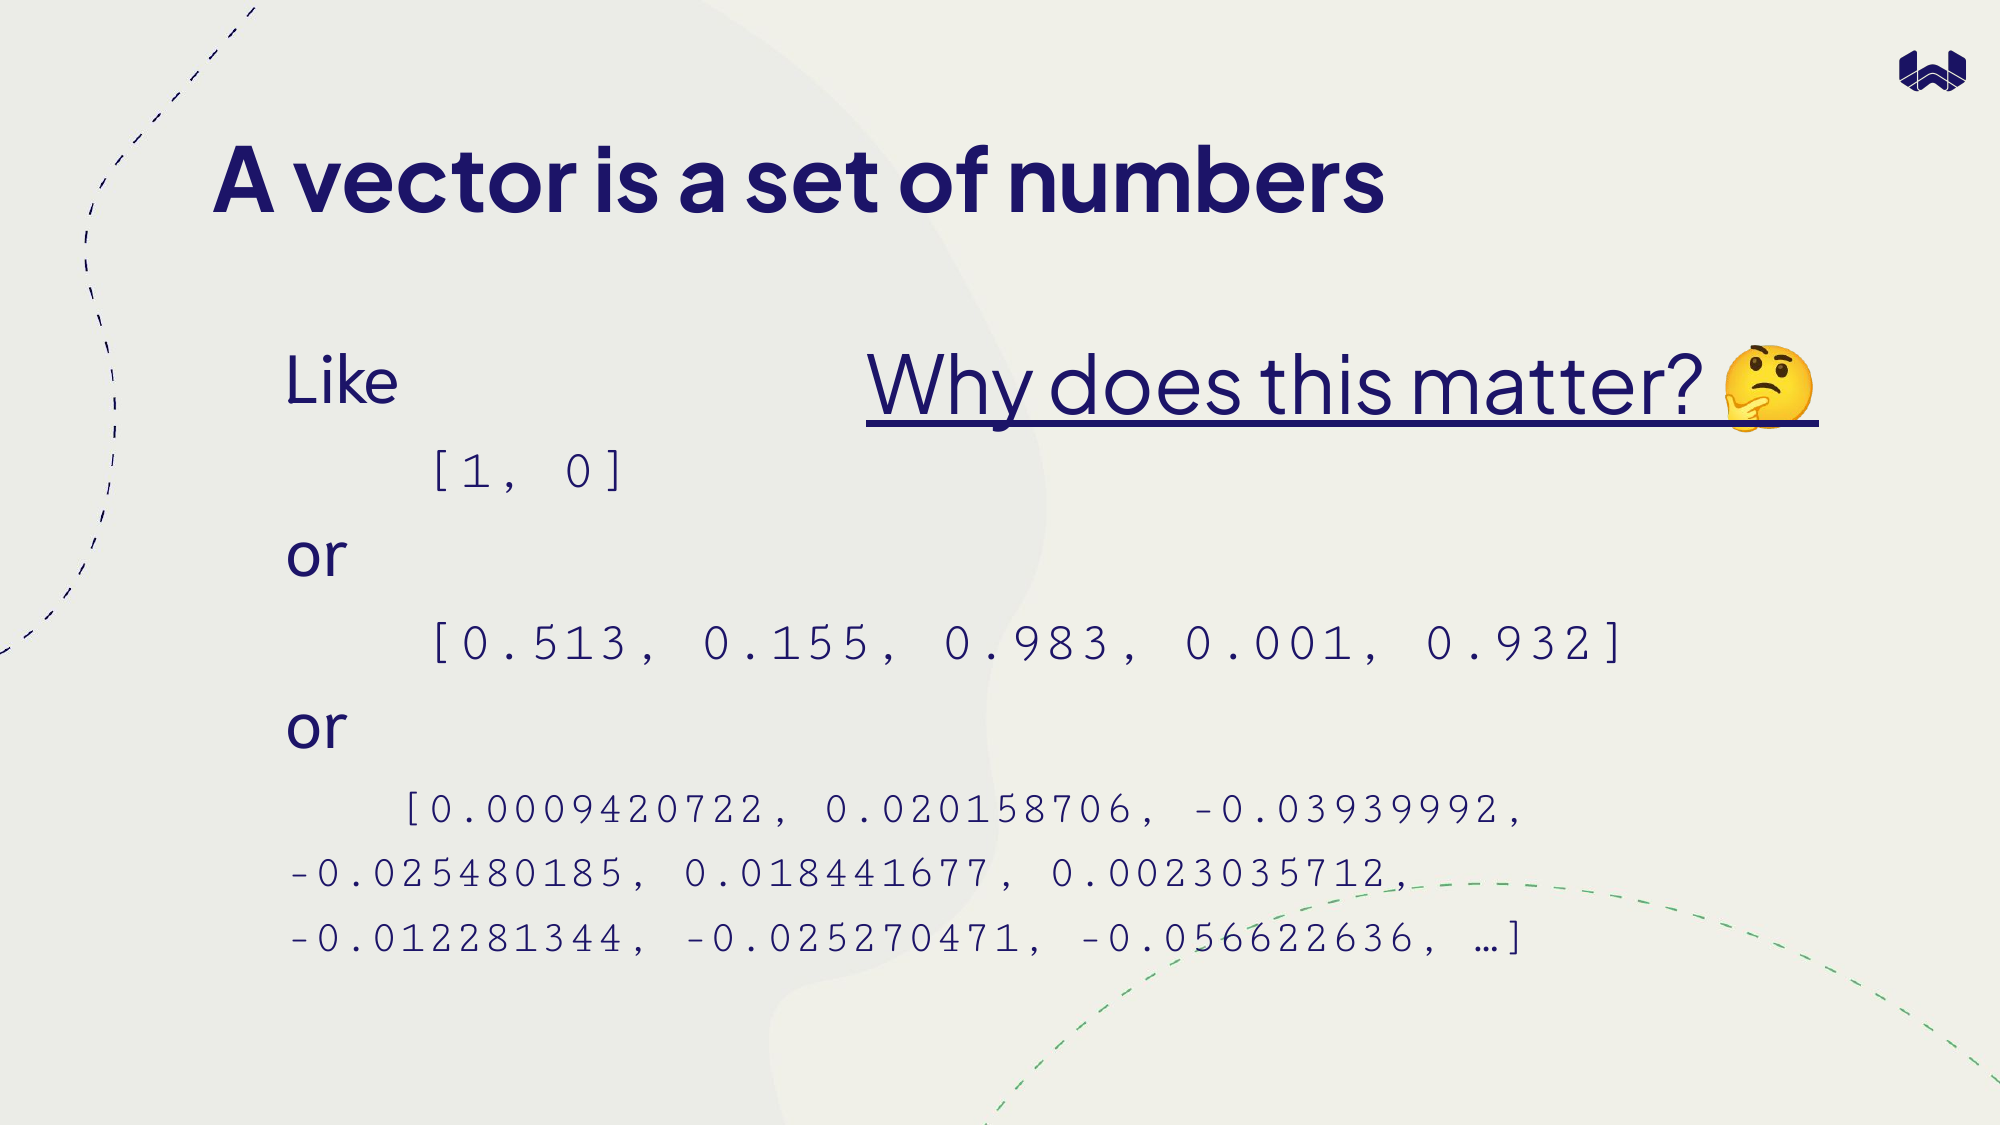 A vector is a set of numbers
Like
Why does this matter? 🤔
[1, 0]
or
[0.513, 0.155, 0.983, 0.001, 0.932]
or
[0.0009420722, 0.020158706, -0.03939992,
-0.025480185, 0.018441677, 0.0023035712,
-0.012281344, -0.025270471, -0.056622636, …]